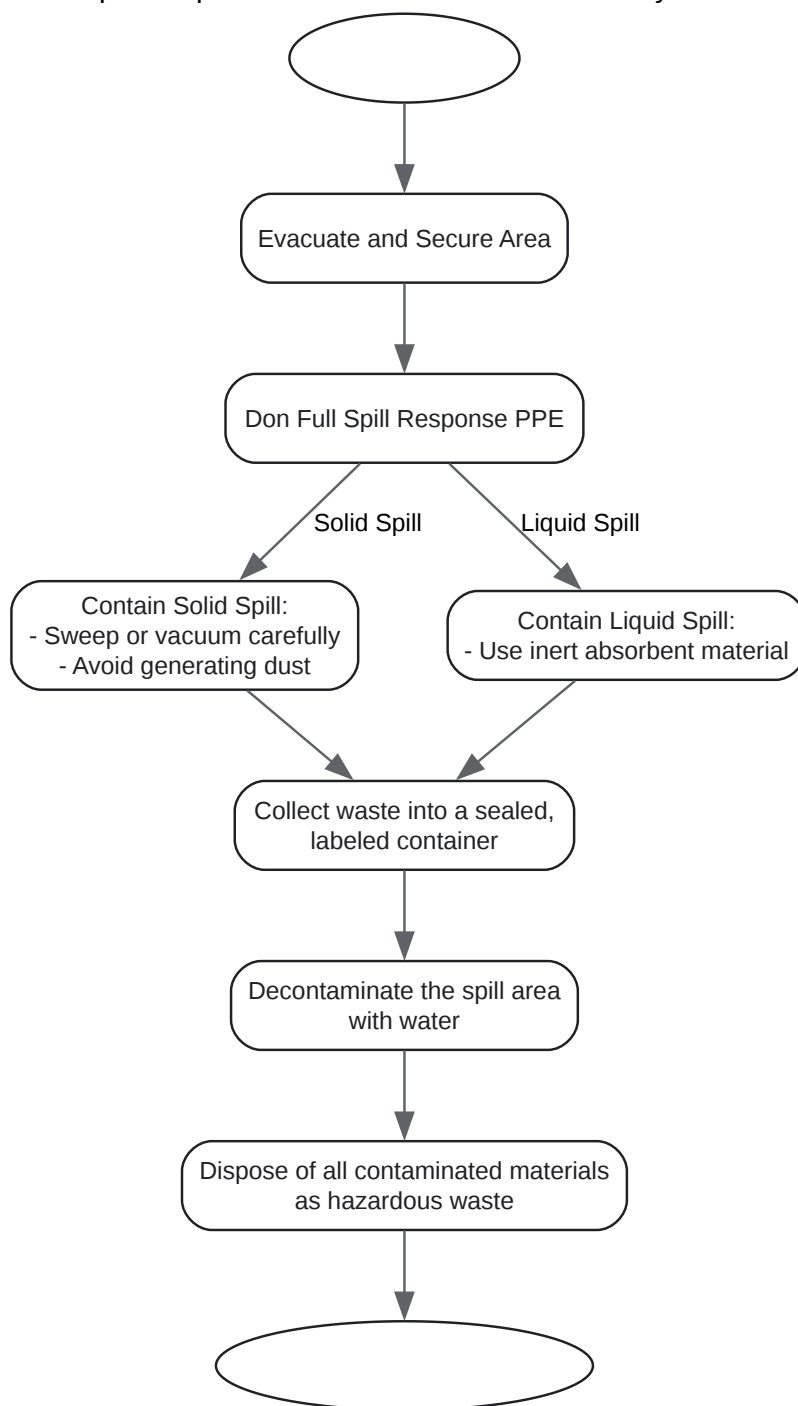 Evacuate and Secure Area
Don Full Spill Response PPE
Solid Spill
Liquid Spill
Contain Solid Spill:
- Sweep or vacuum carefully
- Avoid generating dust
Contain Liquid Spill:
- Use inert absorbent material
Collect waste into a sealed,
labeled container
Decontaminate the spill area
with water
Dispose of all contaminated materials
as hazardous waste